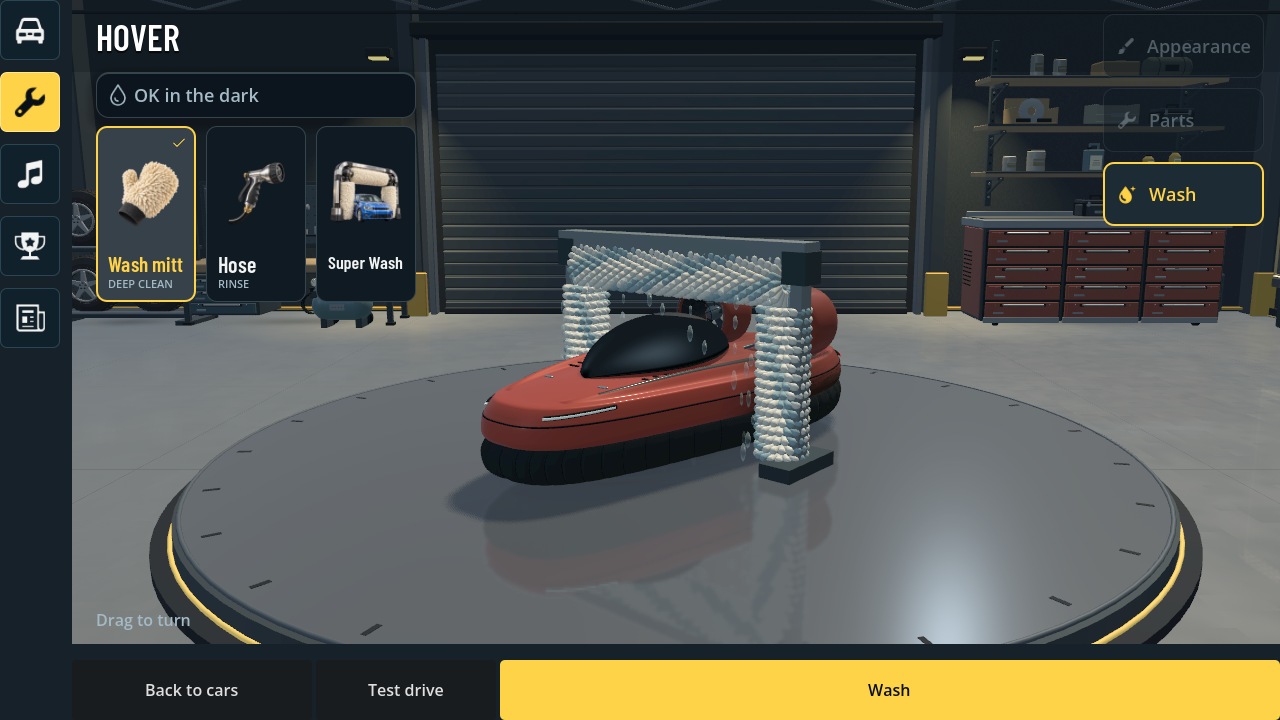 HOVER
OK in the dark
Wash mitt
DEEP CLEAN
Hose
RINSE
Super Wash
Appearance
Parts
Wash
Drag to turn
Back to cars
Test drive
Wash